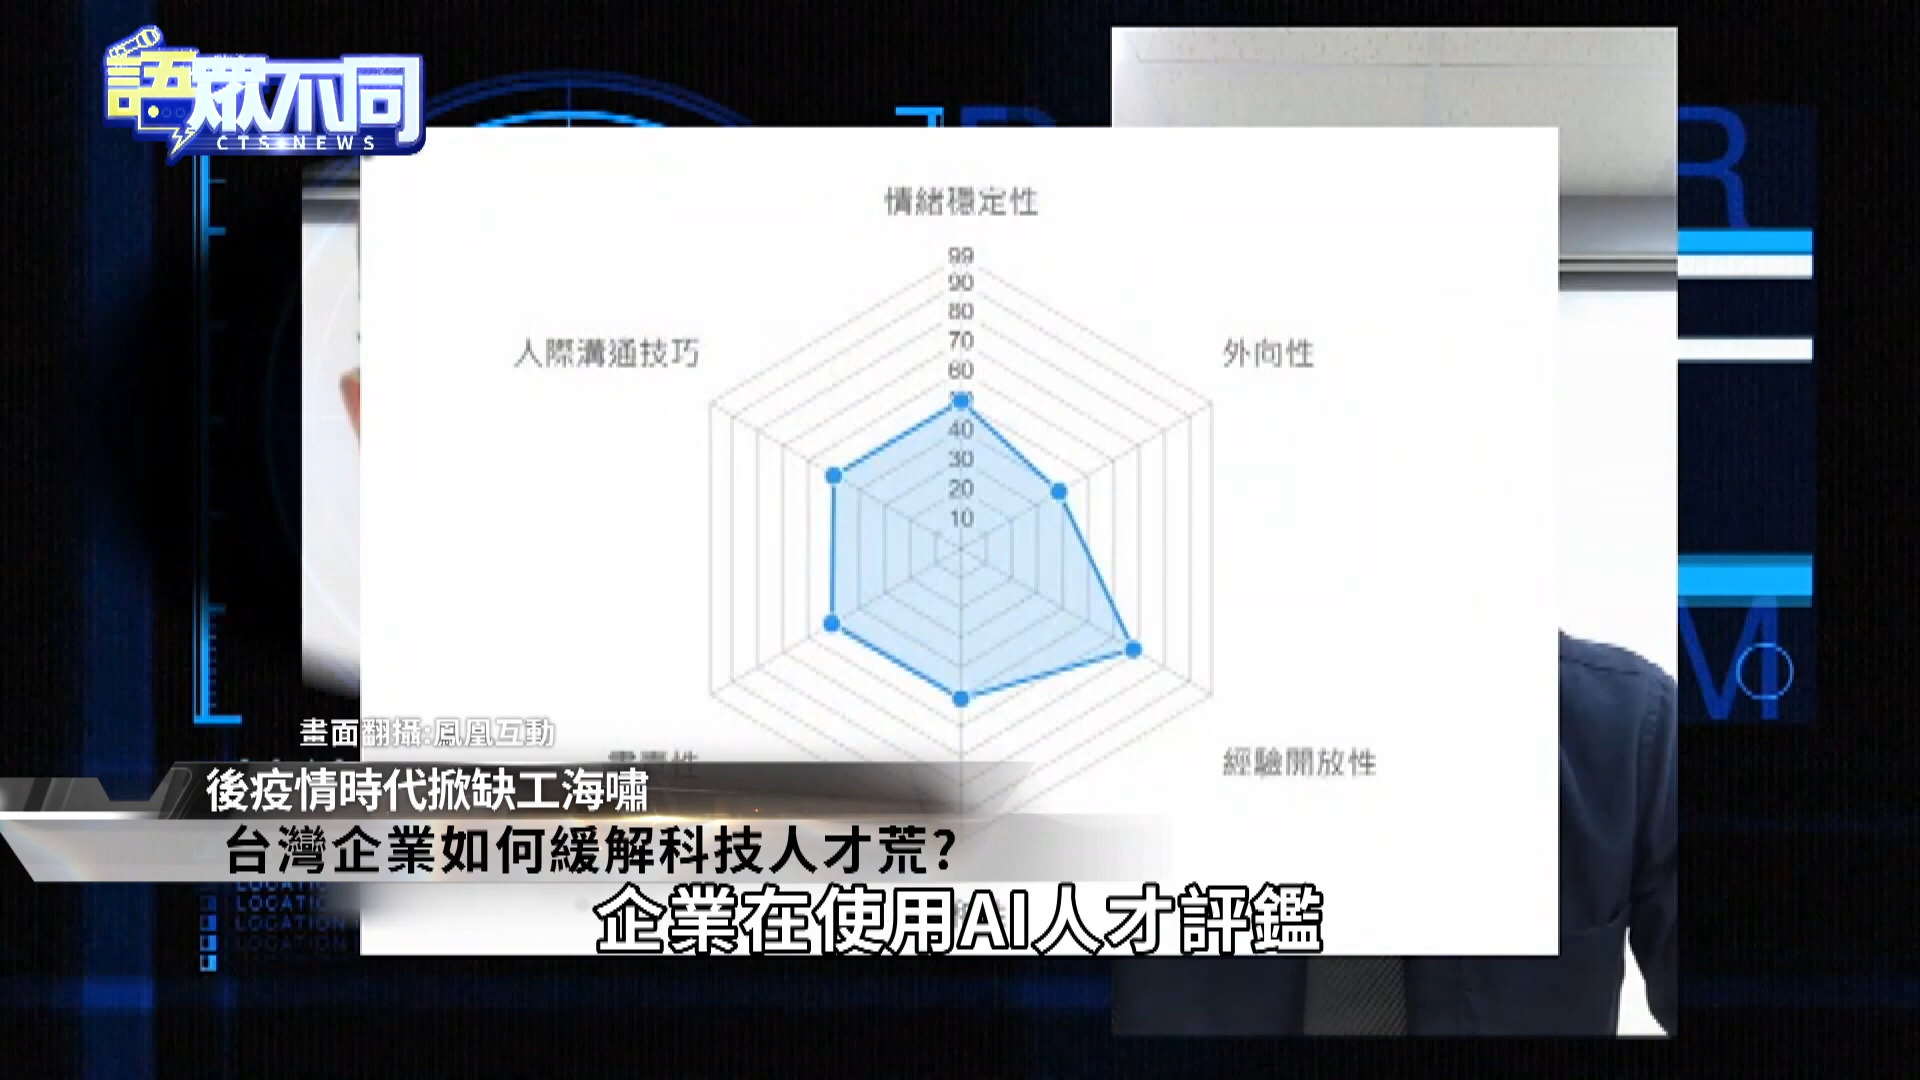 語眾不同
CTS NEWS
情緒穩定性
99
90
80
70
60
40
30
20
10
人際溝通技巧
外向性
經驗開放性
畫面翻攝:鳳凰互動
後疫情時代掀缺工海嘯
台灣企業如何緩解科技人才荒?
企業在使用AI人才評鑑
LOCATION
LOCATION